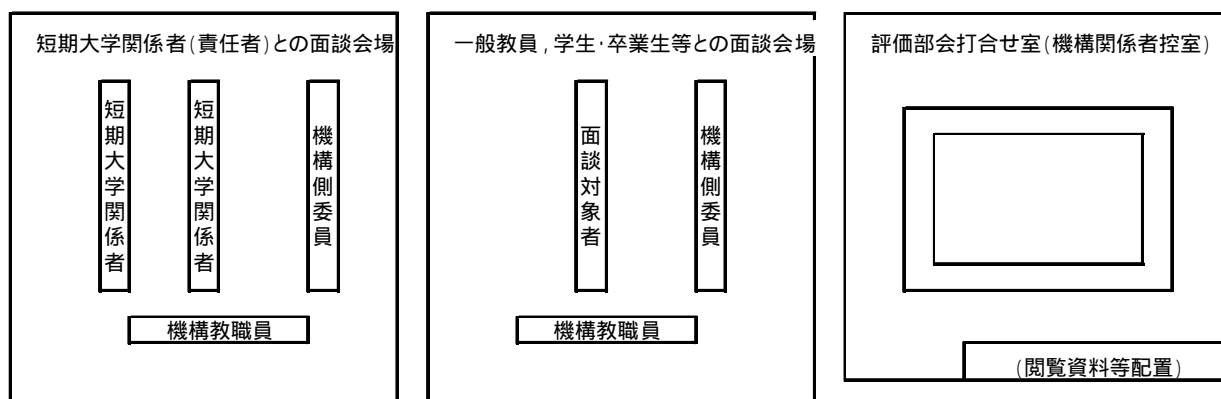 短期大学関係者(責任者)との面談会場
短期大学関係者
短期大学関係者
機構側委員
機構教職員
一般教員,学生・卒業生等との面談会場
面談対象者
機構側委員
機構教職員
評価部会打合せ室(機構関係者控室)
(閲覧資料等配置)